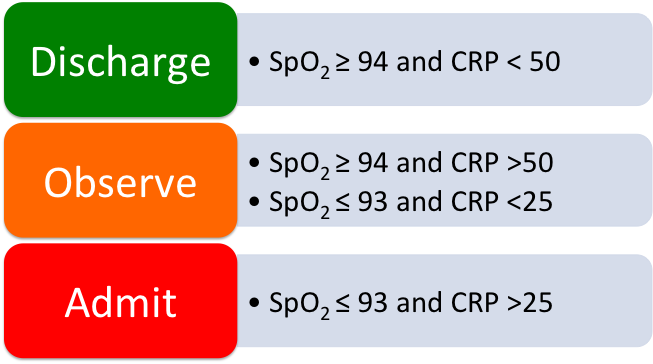 Discharge
• SpO₂ ≥ 94 and CRP < 50
Observe
• SpO₂ ≥ 94 and CRP >50
• SpO₂ ≤ 93 and CRP <25
Admit
• SpO₂ ≤ 93 and CRP >25